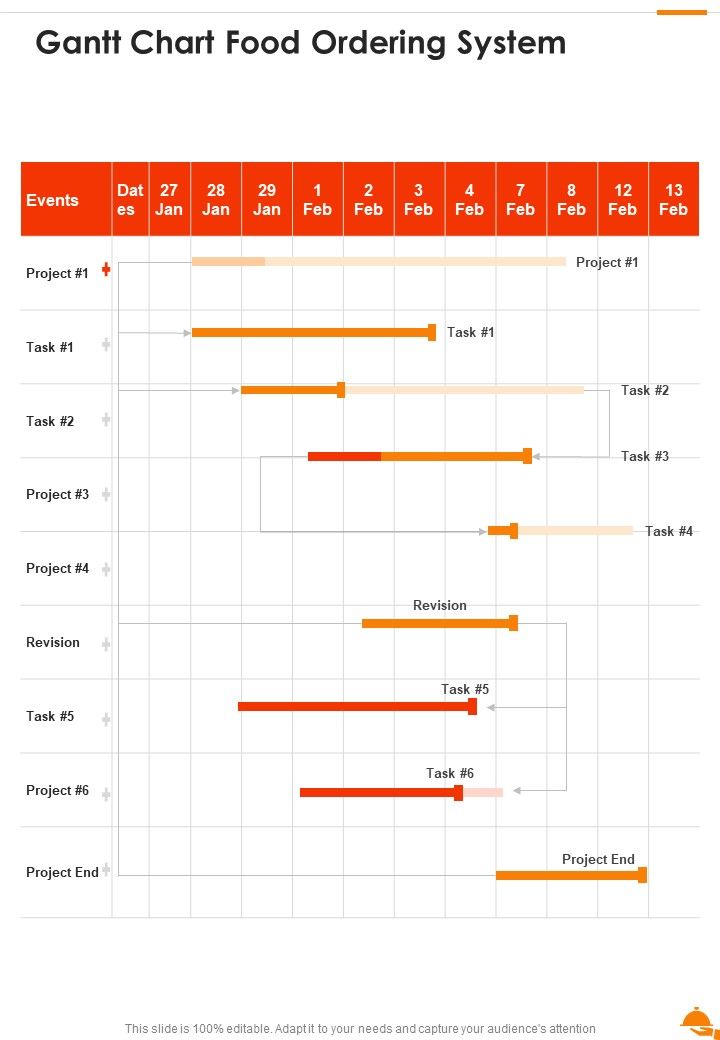 Gantt Chart Food Ordering System
Events
Dat
es
27
Jan
28
Jan
29
Jan
1
Feb
2
Feb
3
Feb
4
Feb
7
Feb
8
Feb
12
Feb
13
Feb
Project #1
Project #1
Task #1
Task #1
Task #2
Task #2
Task #3
Project #3
Task #4
Project #4
Revision
Revision
Task #5
Task #5
Task #6
Project #6
Project End
Project End
This slide is 100% editable. Adapt it to your needs and capture your audience's attention